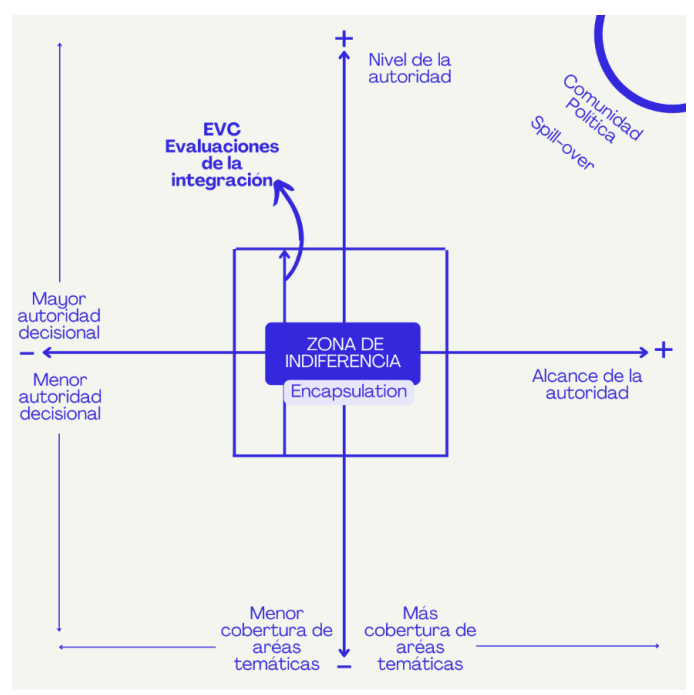 +
Nivel de la
autoridad
Comunidad
Política
Spill-over
EVC
Evaluaciones
de la
integración
Mayor
autoridad
decisional
ZONA DE
INDIFERENCIA
Encapsulation
–
+
Menor
autoridad
decisional
Alcance de la
autoridad
Menor
cobertura de
aréas
temáticas
Más
cobertura de
aréas
temáticas
–